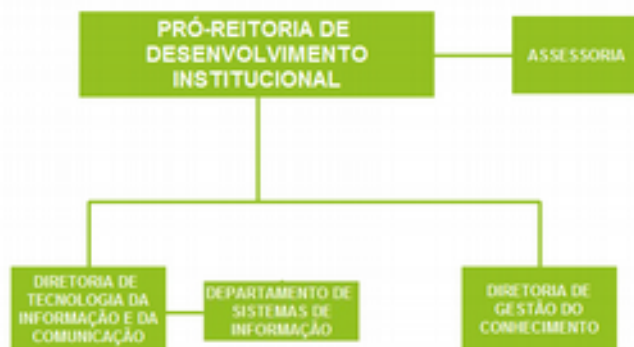 PRÓ-REITORIA DE
DESENVOLVIMENTO
INSTITUCIONAL
ASSESSORIA
DIRETORIA DE
TECNOLOGIA DA
INFORMAÇÃO E DA
COMUNICAÇÃO
DEPARTAMENTO DE
SISTEMAS DE
INFORMAÇÃO
DIRETORIA DE
GESTÃO DO
CONHECIMENTO